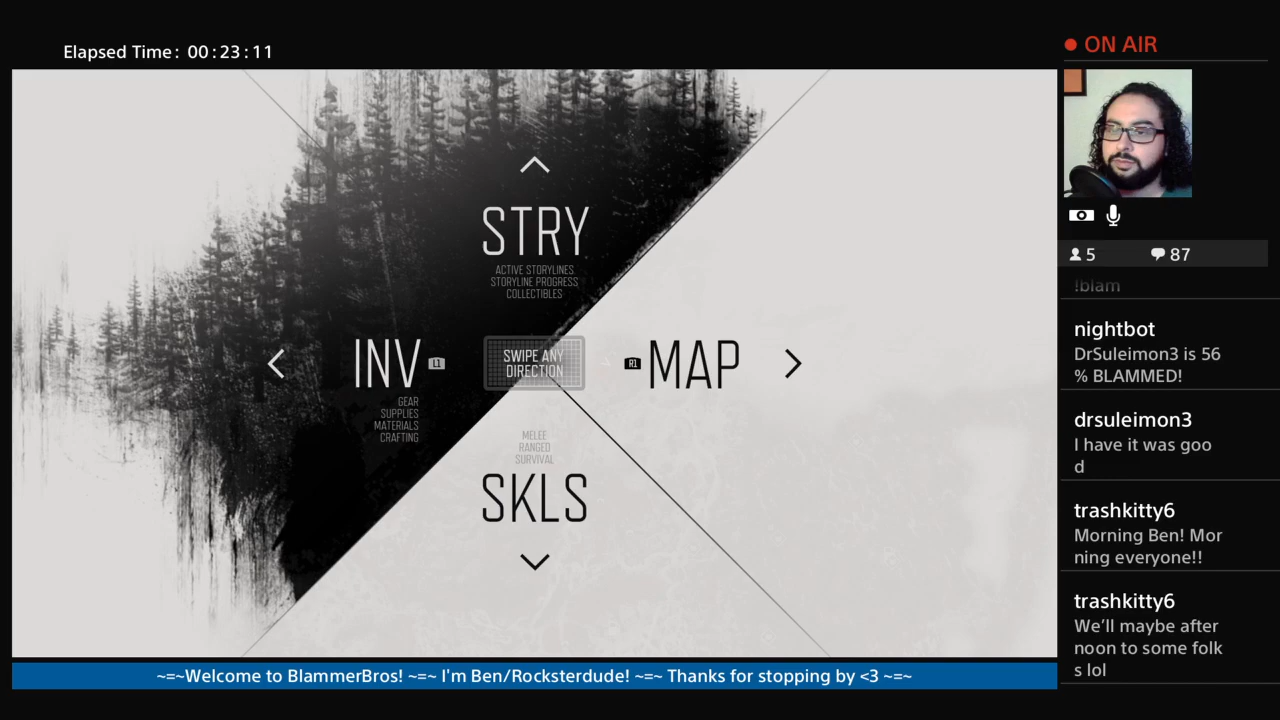 Elapsed Time: 00:23:11
ON AIR
STRY
ACTIVE STORYLINES
STORYLINE PROGRESS
COLLECTIBLES
INV
L1
SWIPE ANY
DIRECTION
R1
MAP
GEAR
SUPPLIES
MATERIALS
CRAFTING
MELEE
RANGED
SURVIVAL
SKLS
5
87
!blam
nightbot
DrSuleimon3 is 56
% BLAMMED!
drsuleimon3
I have it was goo
d
trashkitty6
Morning Ben! Mor
ning everyone!!
trashkitty6
We'll maybe after
noon to some folk
s lol
~=~Welcome to BlammerBros! ~=~ I'm Ben/Rocksterdude! ~=~ Thanks for stopping by <3 ~=~